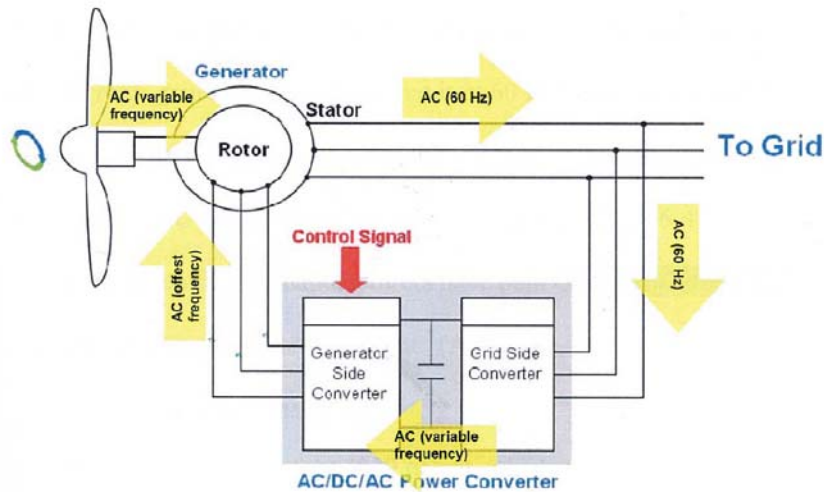 Generator
AC (variable
frequency)
Stator
AC (60 Hz)
Rotor
To Grid
Control Signal
AC (offest
frequency)
AC (60 Hz)
Generator
Side
Converter
Grid Side
Converter
AC (variable
frequency)
AC/DC/AC Power Converter